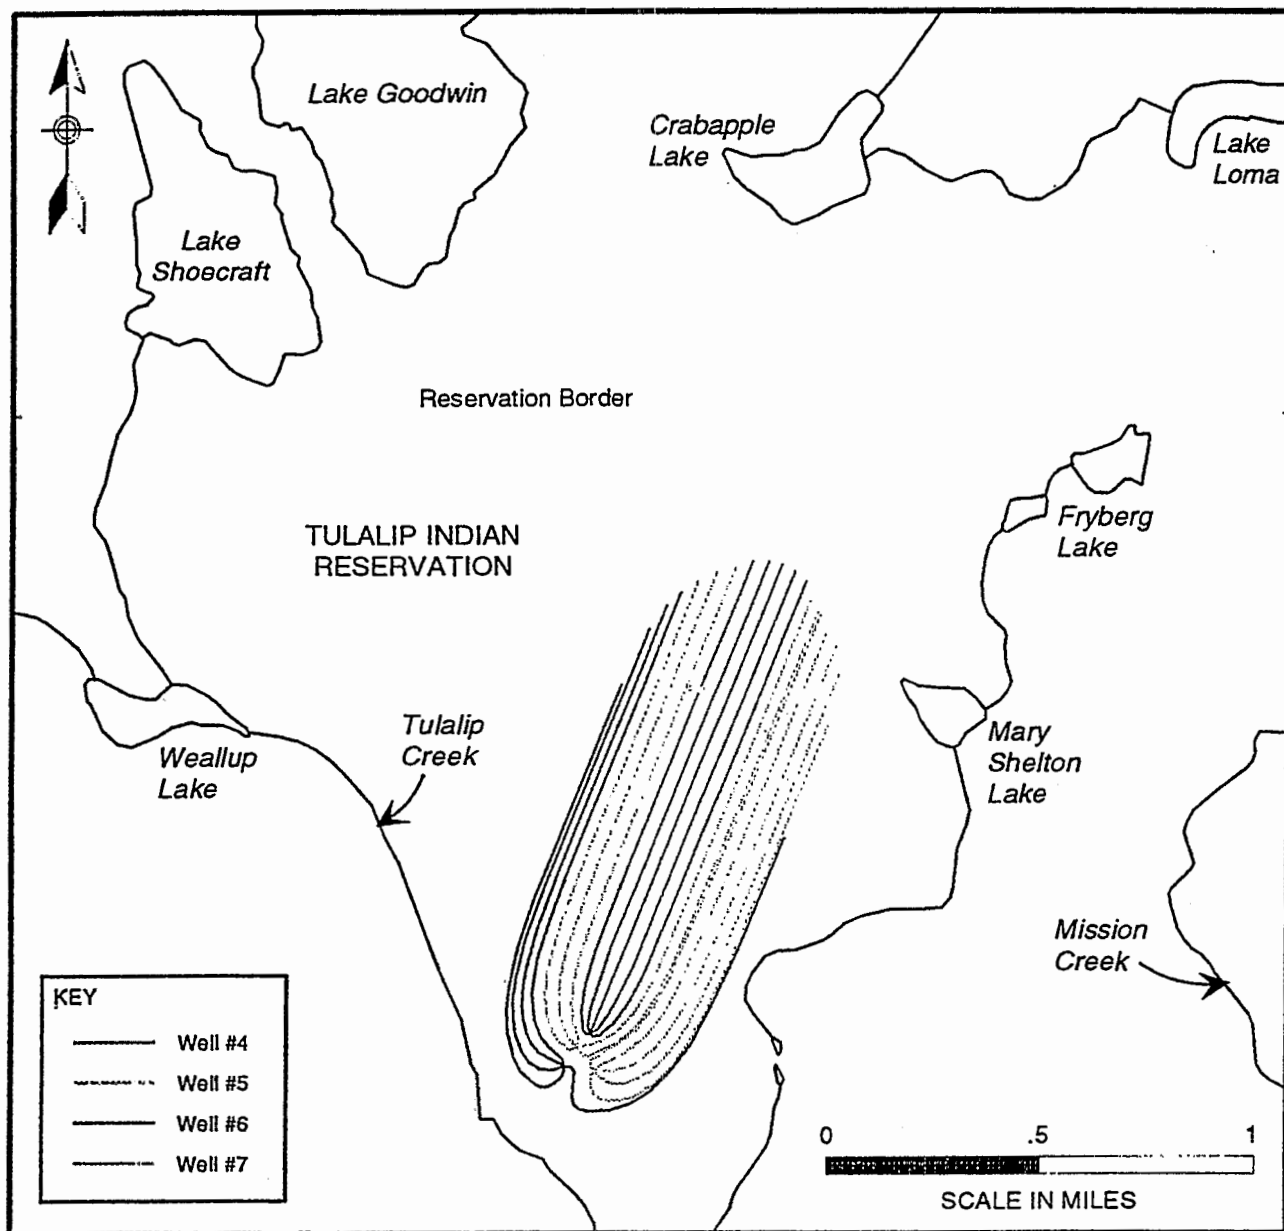 Lake Goodwin
Crabapple
Lake
Lake
Loma
Lake
Shoecraft
Reservation Border
TULALIP INDIAN
RESERVATION
Fryberg
Lake
Tulalip
Creek
Weallup
Lake
Mary
Shelton
Lake
Mission
Creek
KEY
Well #4
Well #5
Well #6
Well #7
0 .5 1
SCALE IN MILES